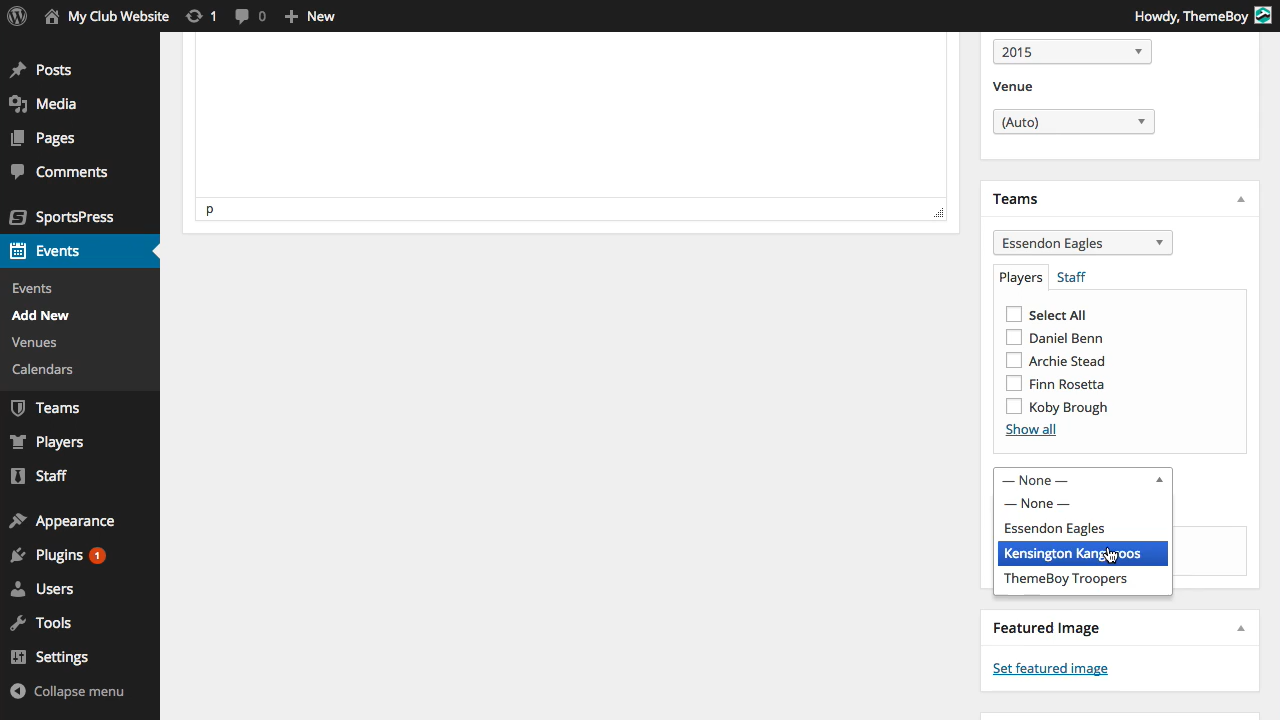 My Club Website 1 0 New Howdy, ThemeBoy
Posts
Media
Pages
Comments
SportsPress
Events
Events
Add New
Venues
Calendars
Teams
Players
Staff
Appearance
Plugins 1
Users
Tools
Settings
Collapse menu
p
2015
Venue
(Auto)
Teams
Essendon Eagles
Players Staff
Select All
Daniel Benn
Archie Stead
Finn Rosetta
Koby Brough
Show all
— None —
— None —
Essendon Eagles
Kensington Kangaroos
ThemeBoy Troopers
Featured Image
Set featured image